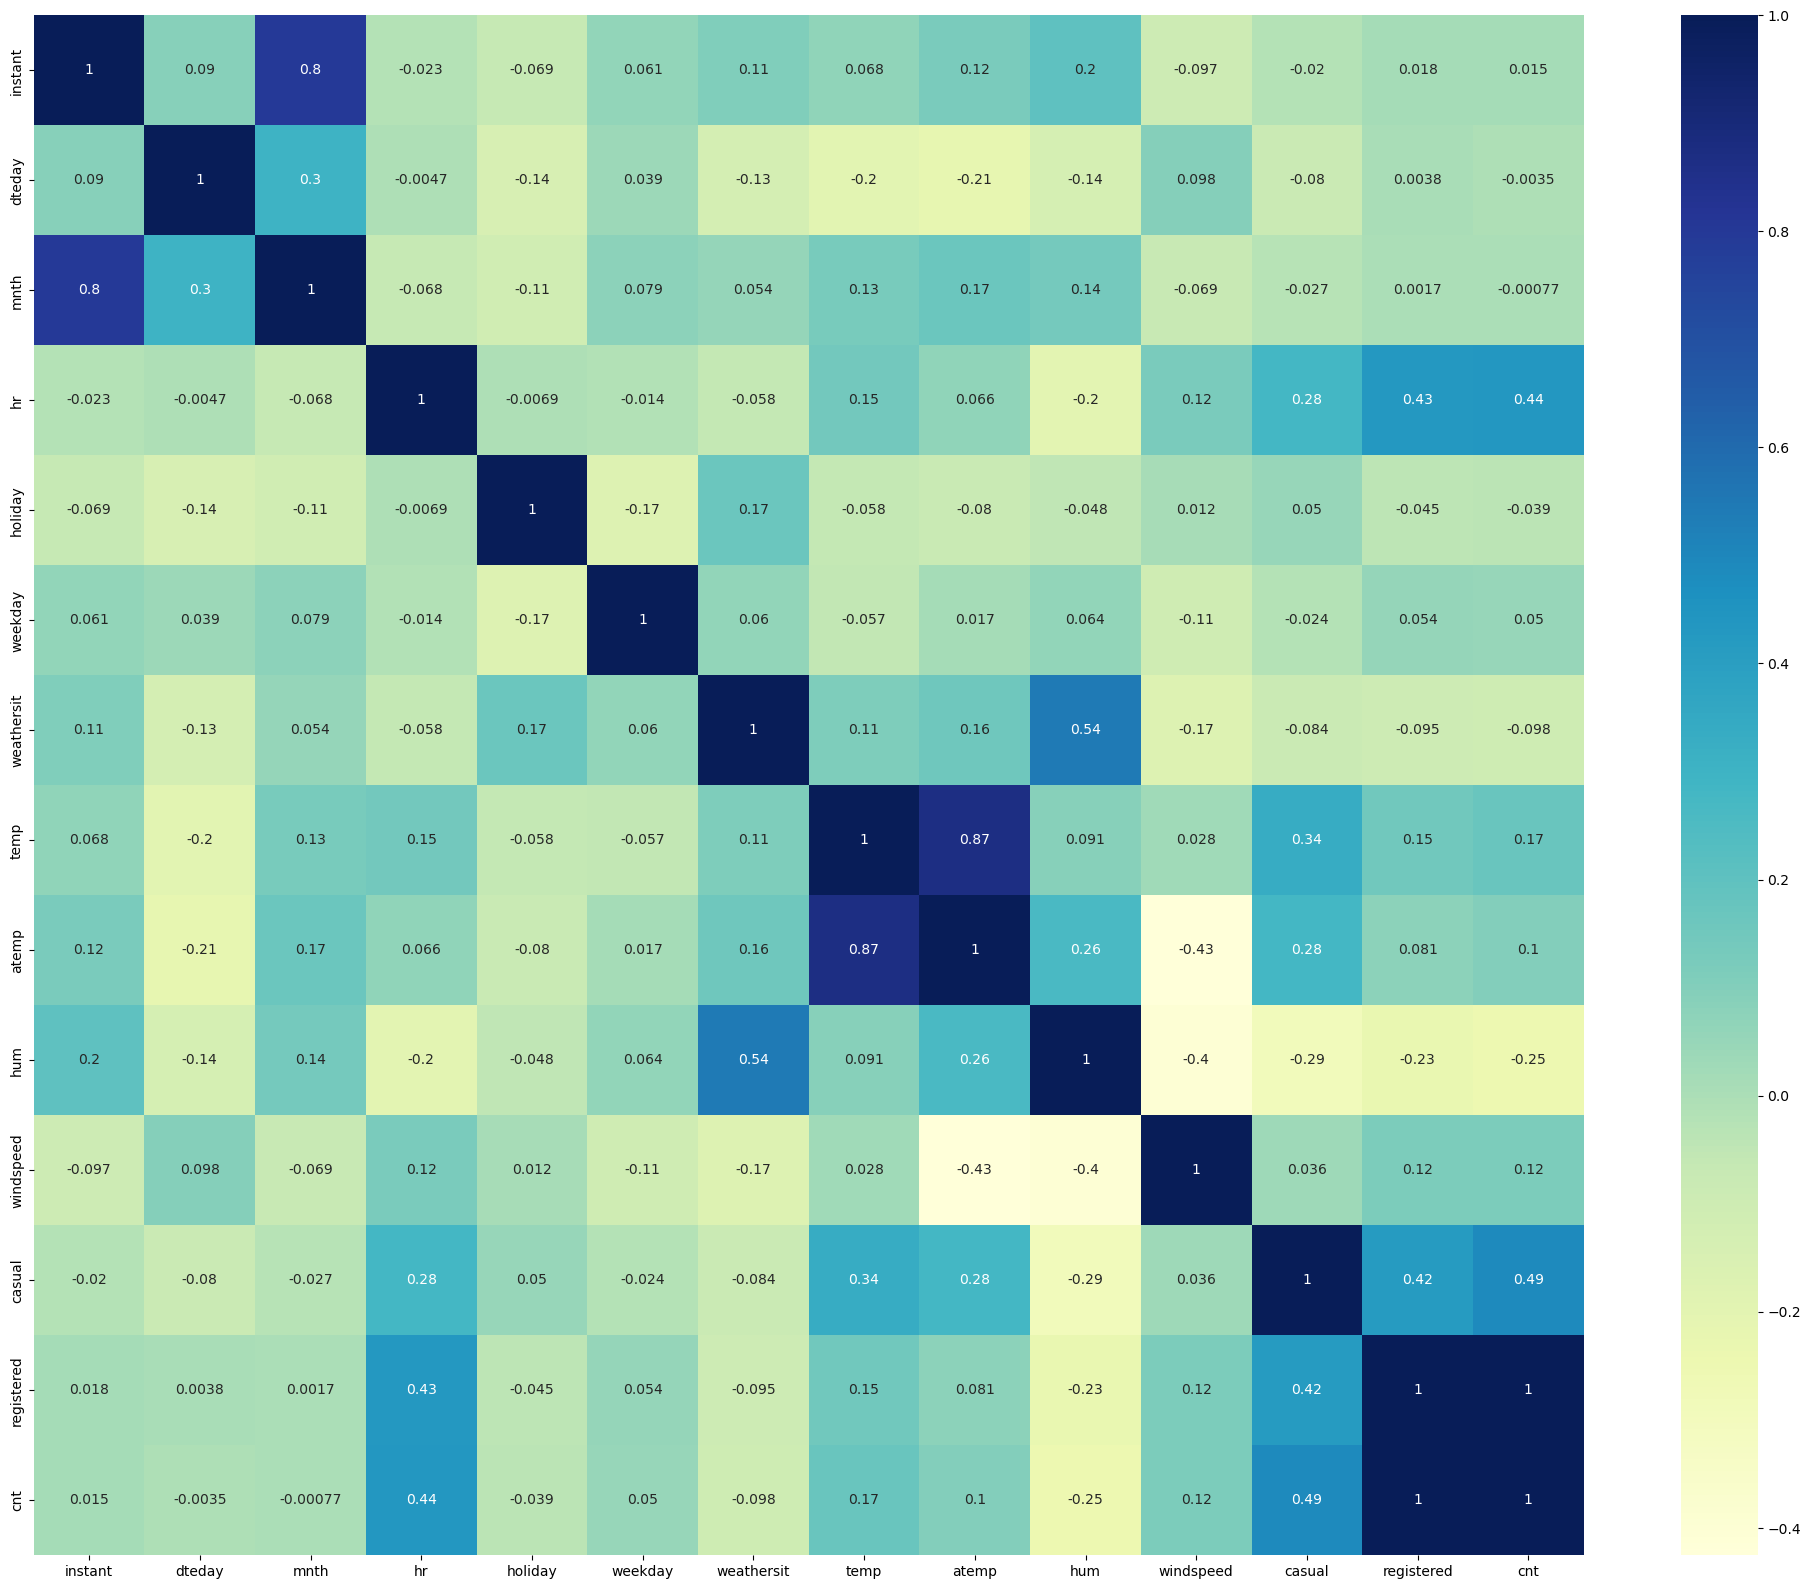 instant 1 0.09 0.8 -0.023 -0.069 0.061 0.11 0.068 0.12 0.2 -0.097 -0.02 0.018 0.015
dteday 0.09 1 0.3 -0.0047 -0.14 0.039 -0.13 -0.2 -0.21 -0.14 0.098 -0.08 0.0038 -0.0035
mnth 0.8 0.3 1 -0.068 -0.11 0.079 0.054 0.13 0.17 0.14 -0.069 -0.027 0.0017 -0.00077
hr -0.023 -0.0047 -0.068 1 -0.0069 -0.014 -0.058 0.15 0.066 -0.2 0.12 0.28 0.43 0.44
holiday -0.069 -0.14 -0.11 -0.0069 1 -0.17 0.17 -0.058 -0.08 -0.048 0.012 0.05 -0.045 -0.039
weekday 0.061 0.039 0.079 -0.014 -0.17 1 0.06 -0.057 0.017 0.064 -0.11 -0.024 0.054 0.05
weathersit 0.11 -0.13 0.054 -0.058 0.17 0.06 1 0.11 0.16 0.54 -0.17 -0.084 -0.095 -0.098
temp 0.068 -0.2 0.13 0.15 -0.058 -0.057 0.11 1 0.87 0.091 0.028 0.34 0.15 0.17
atemp 0.12 -0.21 0.17 0.066 -0.08 0.017 0.16 0.87 1 0.26 -0.43 0.28 0.081 0.1
hum 0.2 -0.14 0.14 -0.2 -0.048 0.064 0.54 0.091 0.26 1 -0.4 -0.29 -0.23 -0.25
windspeed -0.097 0.098 -0.069 0.12 0.012 -0.11 -0.17 0.028 -0.43 -0.4 1 0.036 0.12 0.12
casual -0.02 -0.08 -0.027 0.28 0.05 -0.024 -0.084 0.34 0.28 -0.29 0.036 1 0.42 0.49
registered 0.018 0.0038 0.0017 0.43 -0.045 0.054 -0.095 0.15 0.081 -0.23 0.12 0.42 1 1
cnt 0.015 -0.0035 -0.00077 0.44 -0.039 0.05 -0.098 0.17 0.1 -0.25 0.12 0.49 1 1
instant dteday mnth hr holiday weekday weathersit temp atemp hum windspeed casual registered cnt
1.0
0.8
0.6
0.4
0.2
0.0
−0.2
−0.4